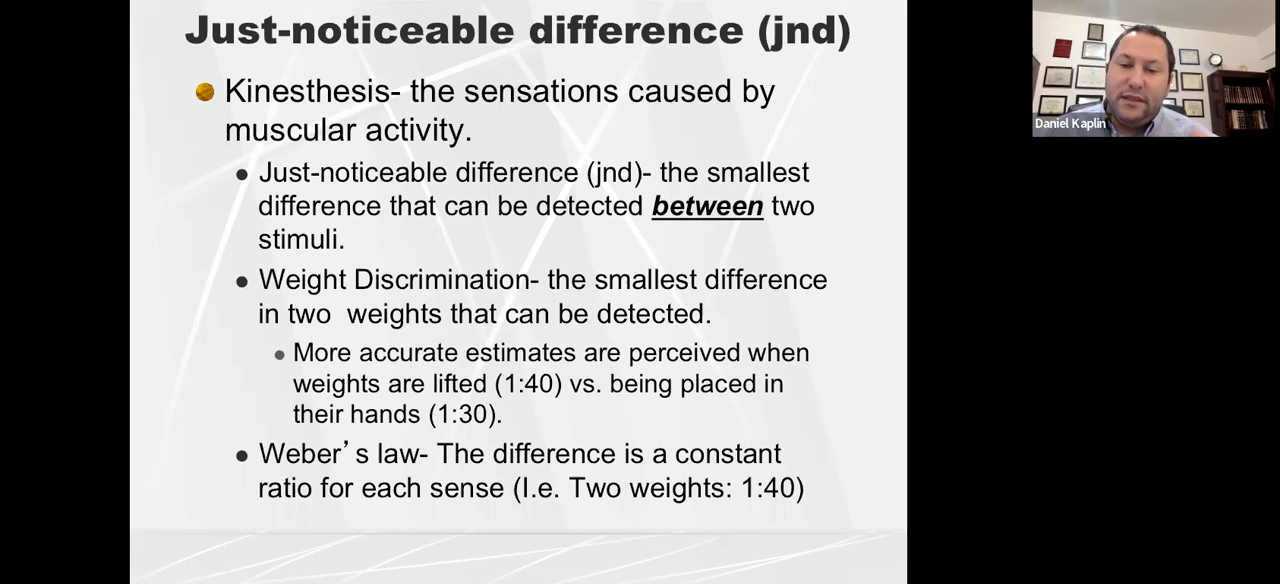 Just-noticeable difference (jnd)
Kinesthesis- the sensations caused by
muscular activity.
Just-noticeable difference (jnd)- the smallest
difference that can be detected between two
stimuli.
Weight Discrimination- the smallest difference
in two weights that can be detected.
More accurate estimates are perceived when
weights are lifted (1:40) vs. being placed in
their hands (1:30).
Weber's law- The difference is a constant
ratio for each sense (I.e. Two weights: 1:40)
Daniel Kaplin